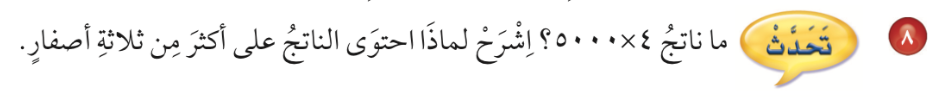 ٨ تَحَدَّثْ ما ناتجُ ٤×٥٠٠٠؟ اِشْرَحْ لماذَا احتوَى الناتجُ على أكثرَ مِن ثلاثةِ أصفارٍ.